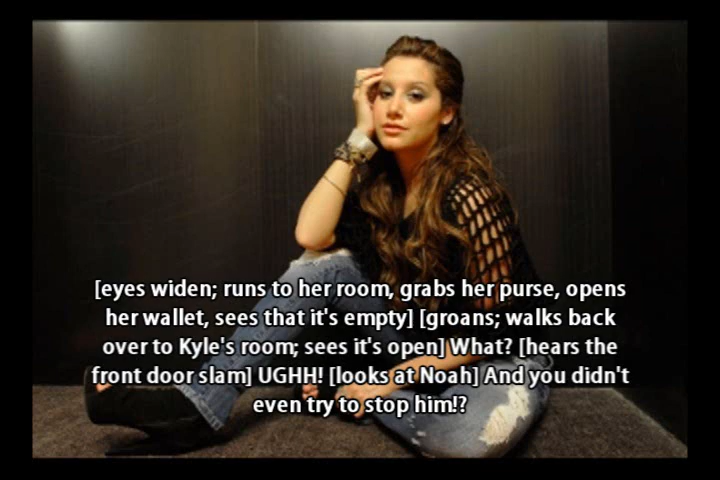 [eyes widen; runs to her room, grabs her purse, opens
her wallet, sees that it's empty] [groans; walks back
over to Kyle's room; sees it's open] What? [hears the
front door slam] UGHH! [looks at Noah] And you didn't
even try to stop him!?